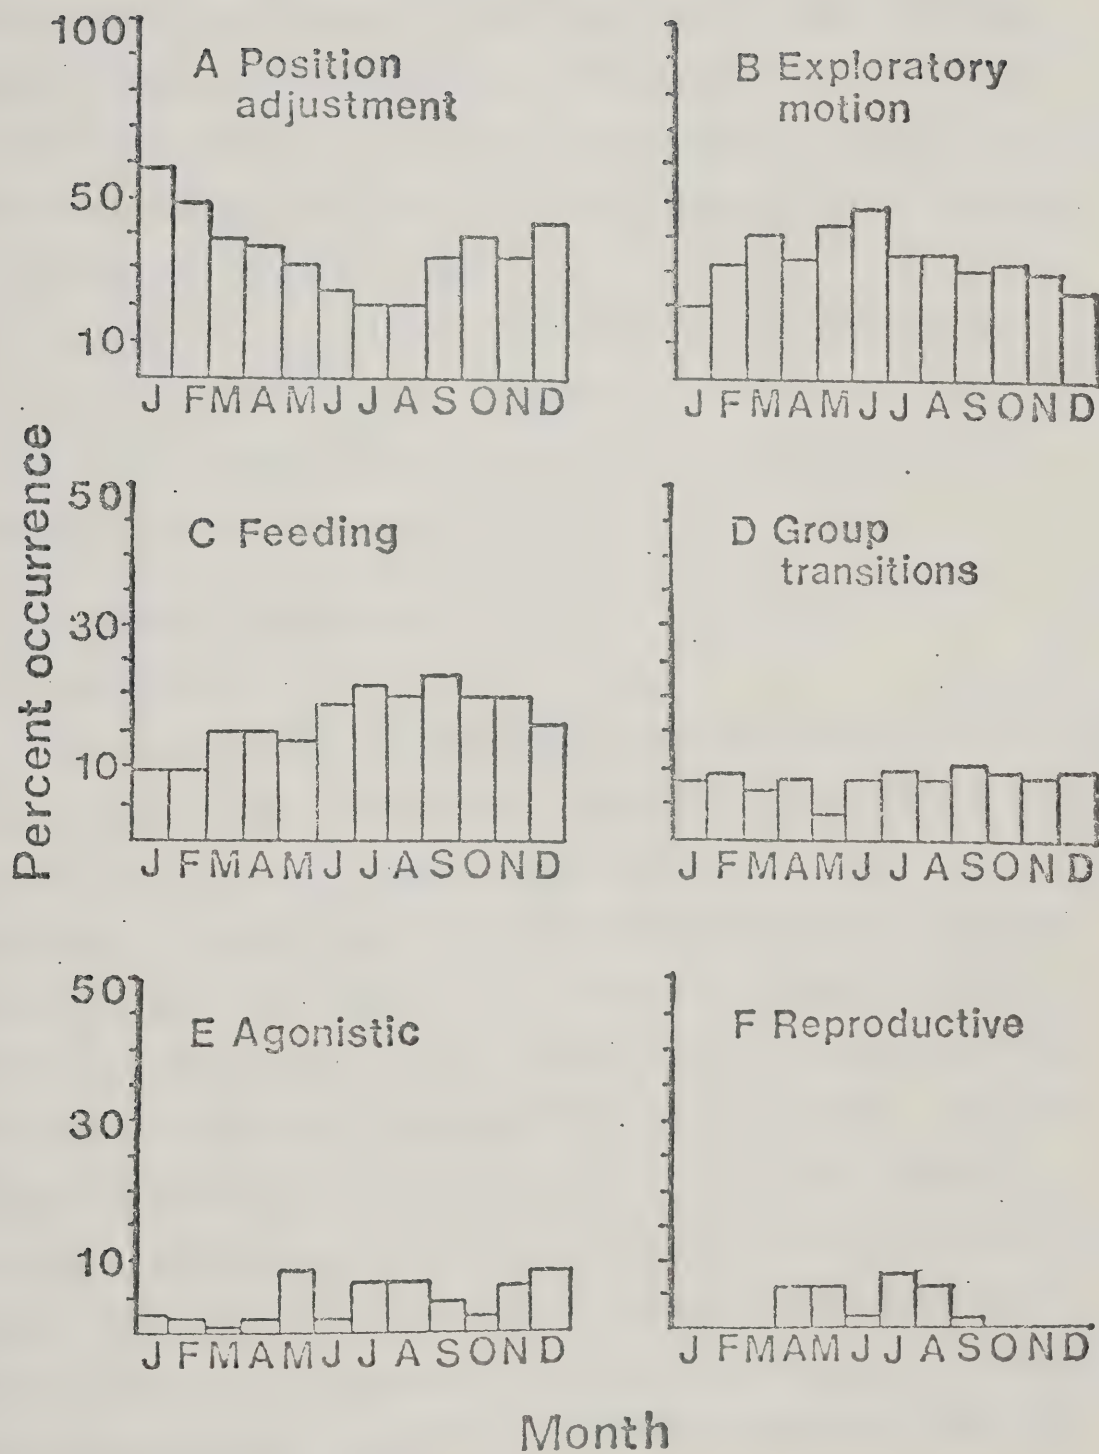 100
50
10
A Position
adjustment
J F M A M J J A S O N D
B Exploratory
motion
J F M A M J J A S O N D
Percent occurrence
50
30
10
C Feeding
J F M A M J J A S O N D
D Group
transitions
J F M A M J J A S O N D
50
30
10
E Agonistic
J F M A M J J A S O N D
F Reproductive
J F M A M J J A S O N D
Month